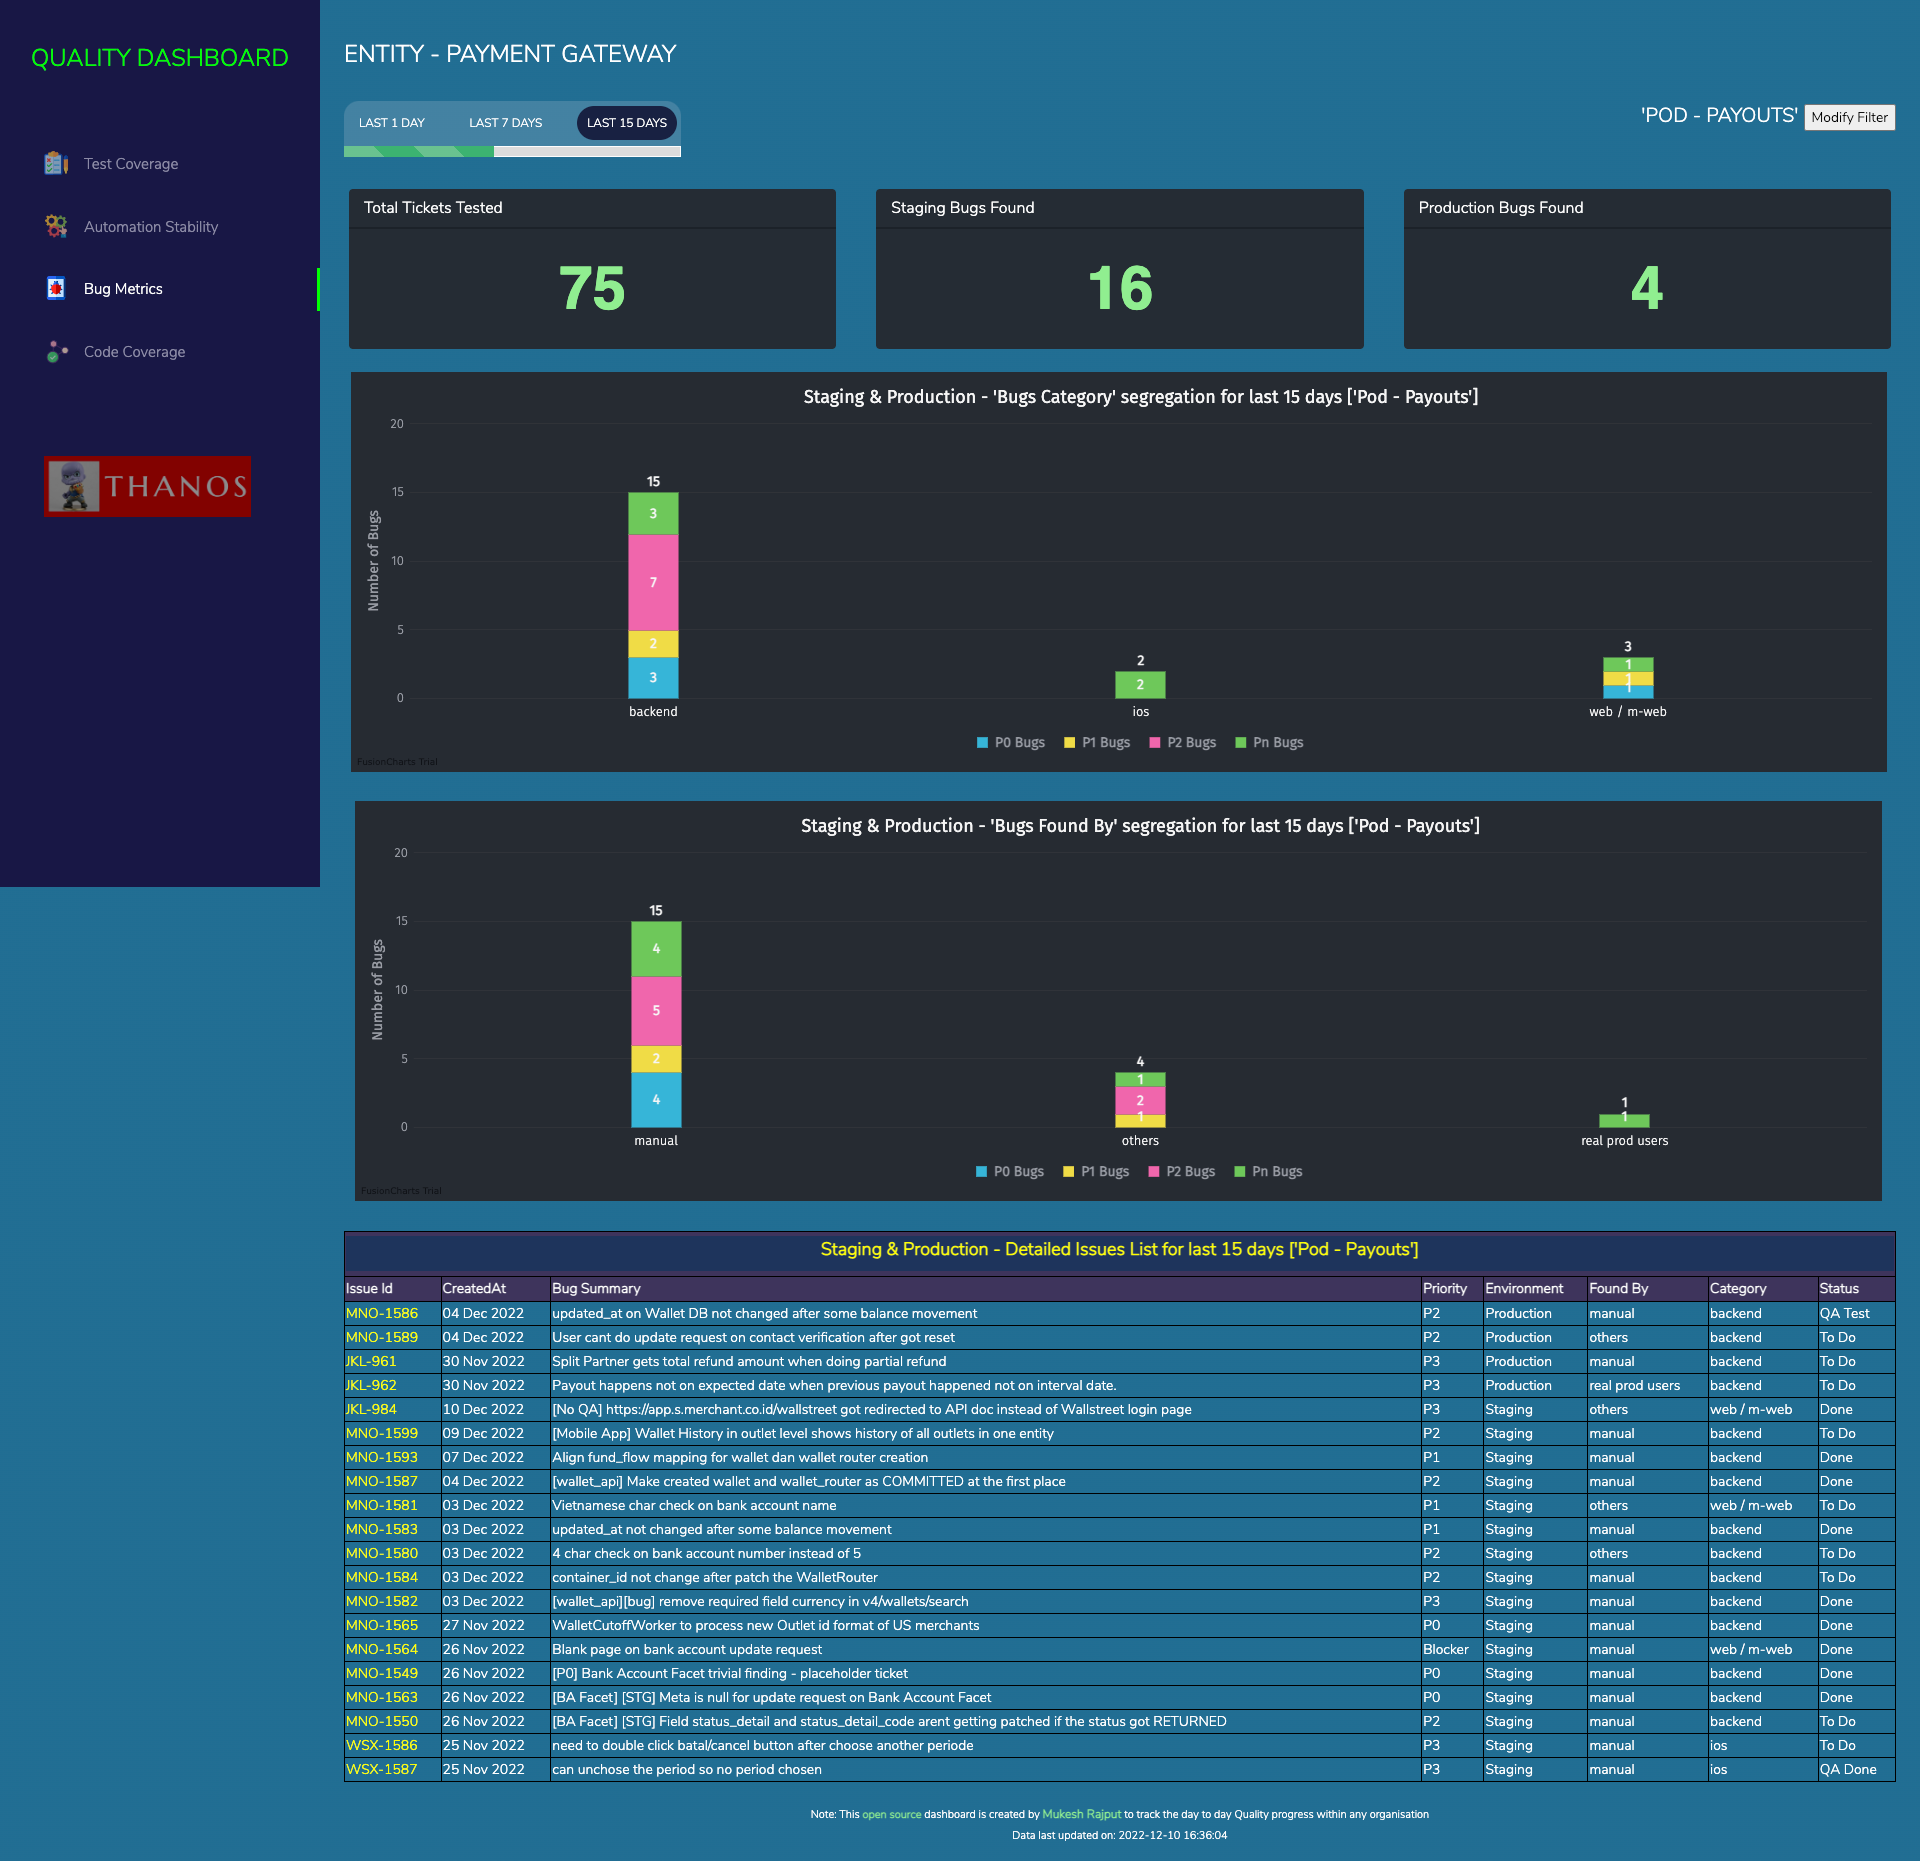 QUALITY DASHBOARD
Test Coverage
Automation Stability
Bug Metrics
Code Coverage
THANOS
ENTITY - PAYMENT GATEWAY
LAST 1 DAY LAST 7 DAYS LAST 15 DAYS
'POD - PAYOUTS' Modify Filter
Total Tickets Tested
75
Staging Bugs Found
16
Production Bugs Found
4
Staging & Production - 'Bugs Category' segregation for last 15 days ['Pod - Payouts']
Number of Bugs
20
15
10
5
0
15
3
7
2
3
backend
2
2
ios
3
1
1
1
web / m-web
P0 Bugs P1 Bugs P2 Bugs Pn Bugs
FusionCharts Trial
Staging & Production - 'Bugs Found By' segregation for last 15 days ['Pod - Payouts']
Number of Bugs
20
15
10
5
0
15
4
5
2
4
manual
4
1
2
1
others
1
1
real prod users
P0 Bugs P1 Bugs P2 Bugs Pn Bugs
FusionCharts Trial
Staging & Production - Detailed Issues List for last 15 days ['Pod - Payouts']
Issue Id CreatedAt Bug Summary Priority Environment Found By Category Status
MNO-1586 04 Dec 2022 updated_at on Wallet DB not changed after some balance movement P2 Production manual backend QA Test
MNO-1589 04 Dec 2022 User cant do update request on contact verification after got reset P2 Production others backend To Do
JKL-961 30 Nov 2022 Split Partner gets total refund amount when doing partial refund P3 Production manual backend To Do
JKL-962 30 Nov 2022 Payout happens not on expected date when previous payout happened not on interval date. P3 Production real prod users backend To Do
JKL-984 10 Dec 2022 [No QA] https://app.s.merchant.co.id/wallstreet got redirected to API doc instead of Wallstreet login page P3 Staging others web / m-web Done
MNO-1599 09 Dec 2022 [Mobile App] Wallet History in outlet level shows history of all outlets in one entity P2 Staging manual backend To Do
MNO-1593 07 Dec 2022 Align fund_flow mapping for wallet dan wallet router creation P1 Staging manual backend Done
MNO-1587 04 Dec 2022 [wallet_api] Make created wallet and wallet_router as COMMITTED at the first place P2 Staging manual backend Done
MNO-1581 03 Dec 2022 Vietnamese char check on bank account name P1 Staging others web / m-web To Do
MNO-1583 03 Dec 2022 updated_at not changed after some balance movement P1 Staging manual backend Done
MNO-1580 03 Dec 2022 4 char check on bank account number instead of 5 P2 Staging others backend To Do
MNO-1584 03 Dec 2022 container_id not change after patch the WalletRouter P2 Staging manual backend To Do
MNO-1582 03 Dec 2022 [wallet_api][bug] remove required field currency in v4/wallets/search P3 Staging manual backend Done
MNO-1565 27 Nov 2022 WalletCutoffWorker to process new Outlet id format of US merchants P0 Staging manual backend Done
MNO-1564 26 Nov 2022 Blank page on bank account update request Blocker Staging manual web / m-web Done
MNO-1549 26 Nov 2022 [P0] Bank Account Facet trivial finding - placeholder ticket P0 Staging manual backend Done
MNO-1563 26 Nov 2022 [BA Facet] [STG] Meta is null for update request on Bank Account Facet P0 Staging manual backend Done
MNO-1550 26 Nov 2022 [BA Facet] [STG] Field status_detail and status_detail_code arent getting patched if the status got RETURNED P2 Staging manual backend To Do
WSX-1586 25 Nov 2022 need to double click batal/cancel button after choose another periode P3 Staging manual ios To Do
WSX-1587 25 Nov 2022 can unchose the period so no period chosen P3 Staging manual ios QA Done
Note: This open source dashboard is created by Mukesh Rajput to track the day to day Quality progress within any organisation
Data last updated on: 2022-12-10 16:36:04